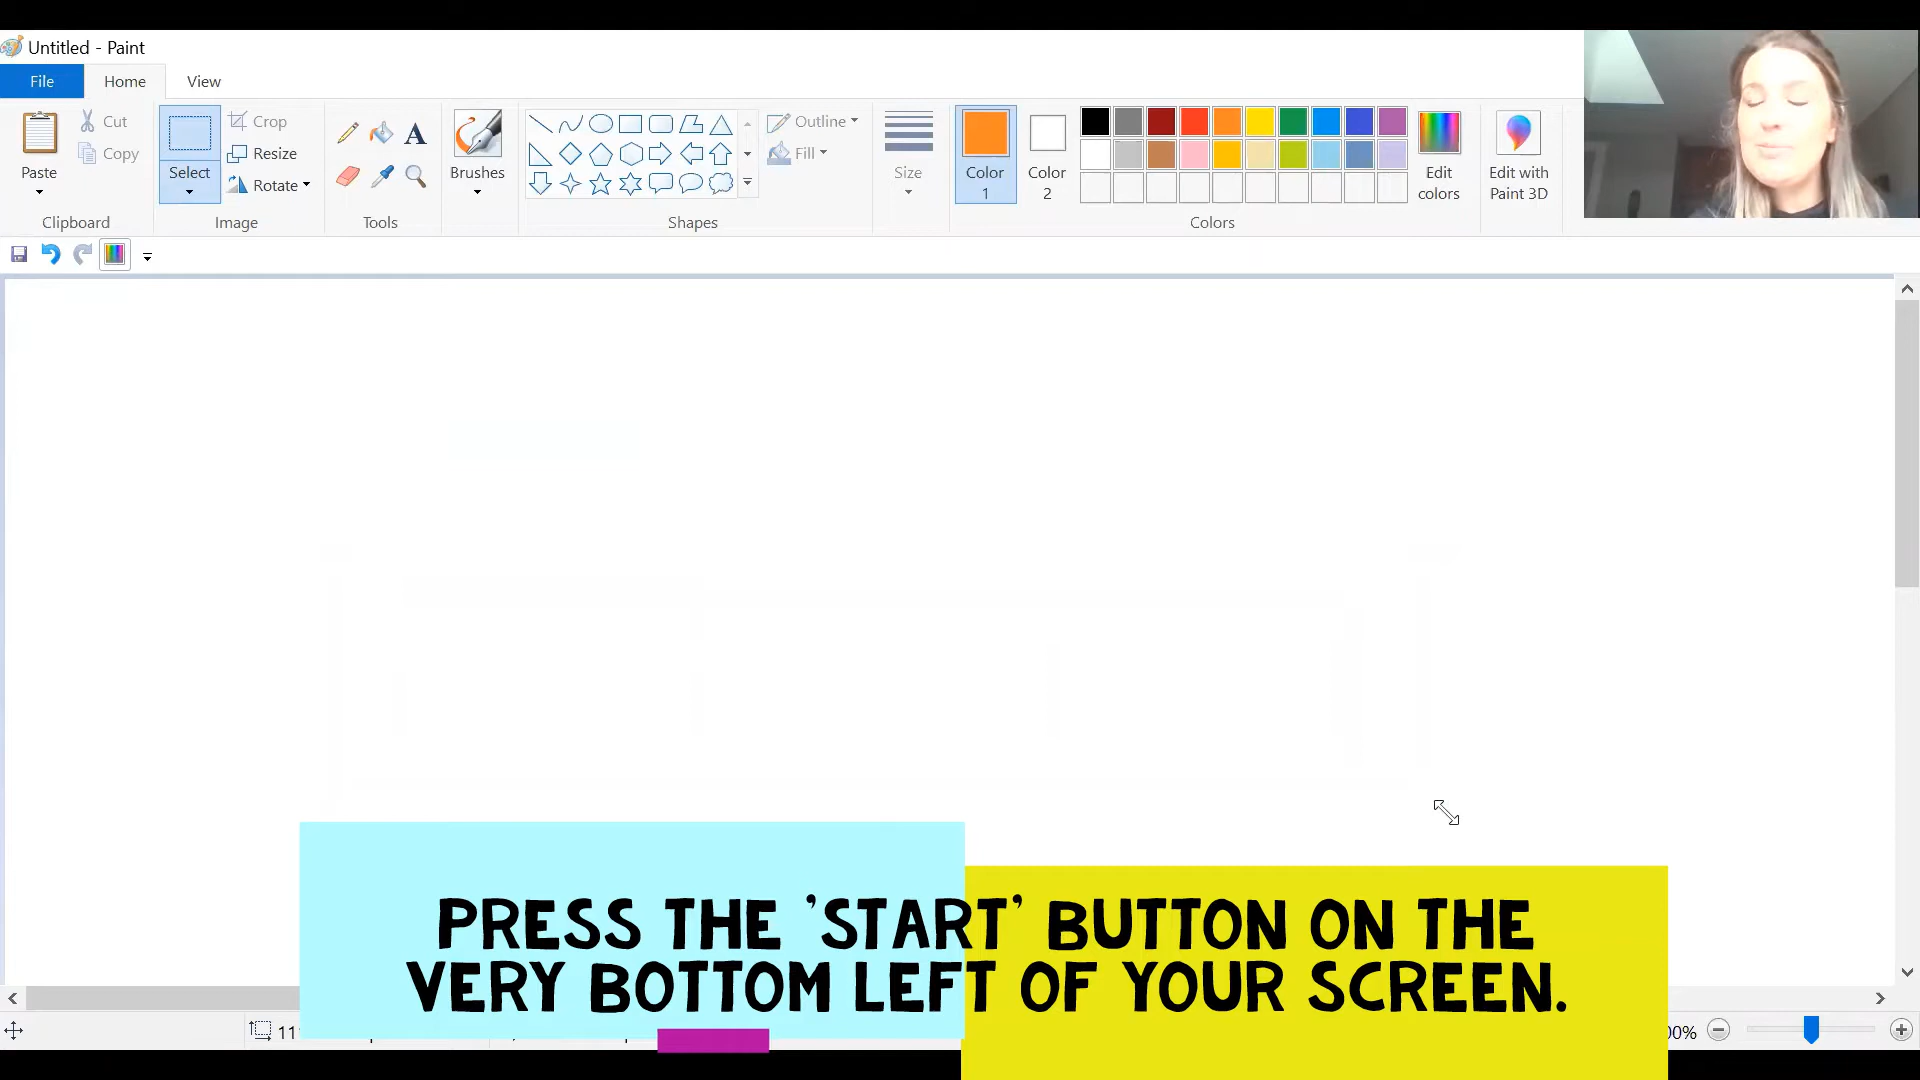 Untitled - Paint
File Home View
Paste
Cut
Copy
Clipboard
Select
Crop
Resize
Rotate
Image
A
Tools
Brushes
Shapes
Outline
Fill
Size
Color 1
Color 2
Colors
Edit colors
Edit with Paint 3D
PRESS THE 'START' BUTTON ON THE
VERY BOTTOM LEFT OF YOUR SCREEN.